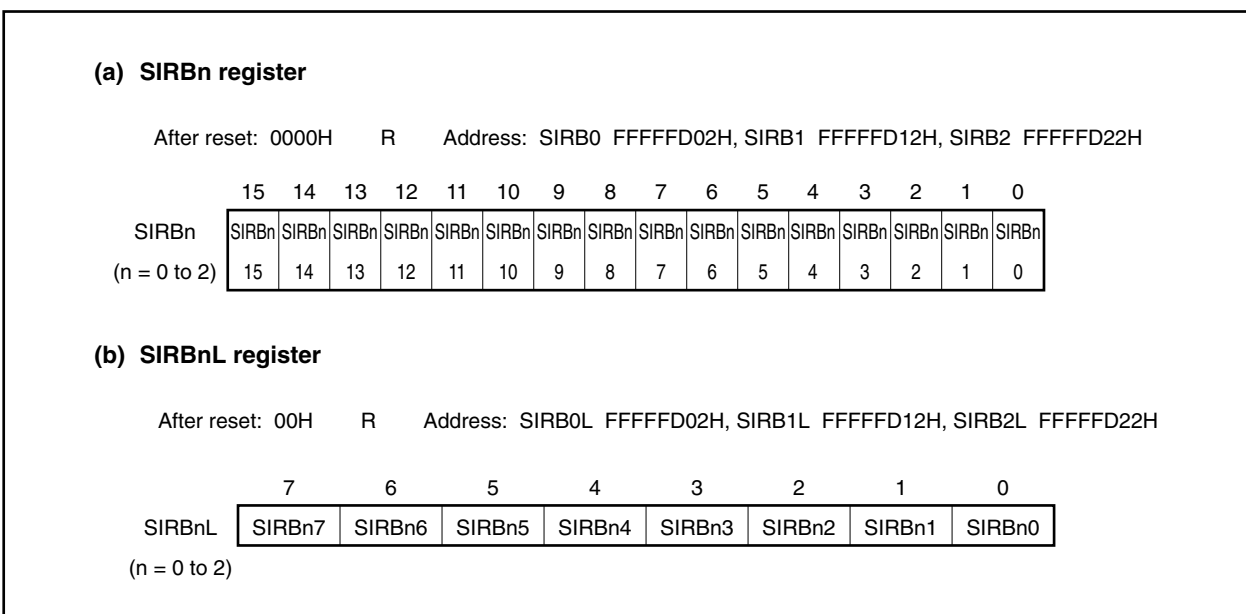 (a) SIRBn register
After reset: 0000H R Address: SIRB0 FFFFFD02H, SIRB1 FFFFFD12H, SIRB2 FFFFFD22H
15 14 13 12 11 10 9 8 7 6 5 4 3 2 1 0
SIRBn SIRBn SIRBn SIRBn SIRBn SIRBn SIRBn SIRBn SIRBn SIRBn SIRBn SIRBn SIRBn SIRBn SIRBn SIRBn SIRBn
(n = 0 to 2) 15 14 13 12 11 10 9 8 7 6 5 4 3 2 1 0
(b) SIRBnL register
After reset: 00H R Address: SIRB0L FFFFFD02H, SIRB1L FFFFFD12H, SIRB2L FFFFFD22H
7 6 5 4 3 2 1 0
SIRBnL SIRBn7 SIRBn6 SIRBn5 SIRBn4 SIRBn3 SIRBn2 SIRBn1 SIRBn0
(n = 0 to 2)